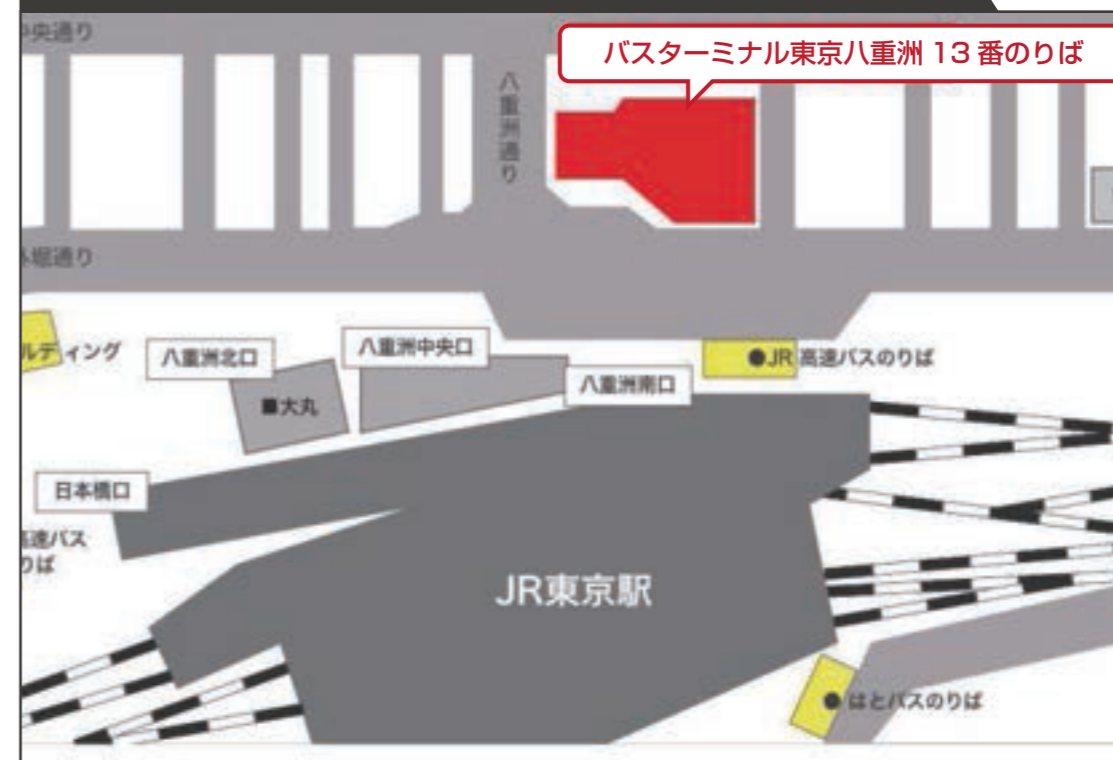 中央通り
バスターミナル東京八重洲 13 番のりば
八重洲通り
外堀通り
ルディング
八重洲北口
八重洲中央口
●JR 高速バスのりば
八重洲南口
■大丸
日本橋口
高速バス
のりば
JR東京駅
●はとバスのりば